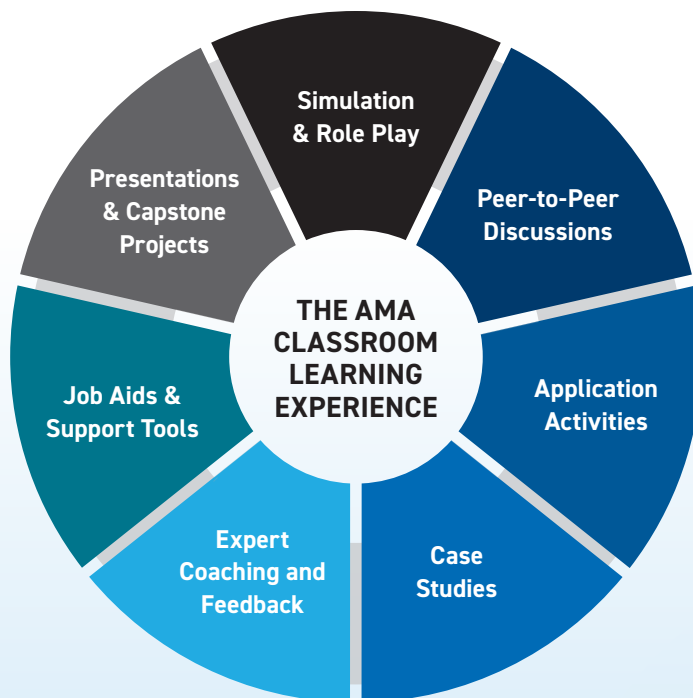 Simulation
& Role Play
Peer-to-Peer
Discussions
Application
Activities
Case
Studies
Expert
Coaching and
Feedback
Job Aids &
Support Tools
Presentations
& Capstone
Projects
THE AMA
CLASSROOM
LEARNING
EXPERIENCE